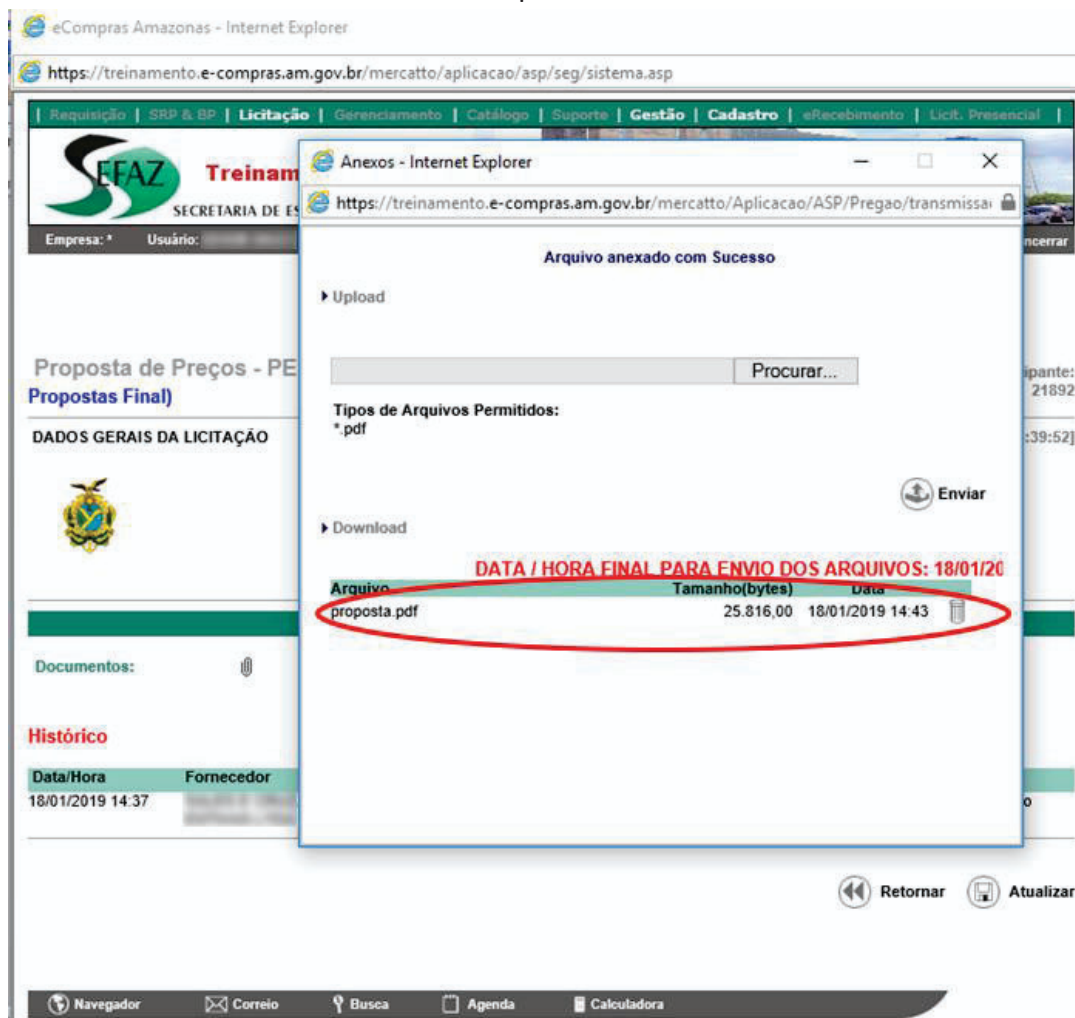 eCompras Amazonas - Internet Explorer
https://treinamento.e-compras.am.gov.br/mercatto/aplicacao/asp/seg/sistema.asp
| Requisição | SRP & BP | Licitação | Gerenciamento | Catálogo | Suporte | Gestão | Cadastro | eRecebimento | Licit. Presencial |
SEFAZ
Treinam
SECRETARIA DE ES
Empresa: * Usuário:
ncerrar
Anexos - Internet Explorer
https://treinamento.e-compras.am.gov.br/mercatto/Aplicacao/ASP/Pregao/transmissa
Arquivo anexado com Sucesso
Upload
Procurar...
Tipos de Arquivos Permitidos:
*.pdf
Enviar
Download
DATA / HORA FINAL PARA ENVIO DOS ARQUIVOS: 18/01/20
Arquivo Tamanho(bytes) Data
proposta.pdf 25.816,00 18/01/2019 14:43
Proposta de Preços - PE
ipante:
Propostas Final)
21892
DADOS GERAIS DA LICITAÇÃO
:39:52]
Documentos:
Histórico
Data/Hora Fornecedor
18/01/2019 14:37
o
Retornar Atualizar
Navegador Correio Busca Agenda Calculadora